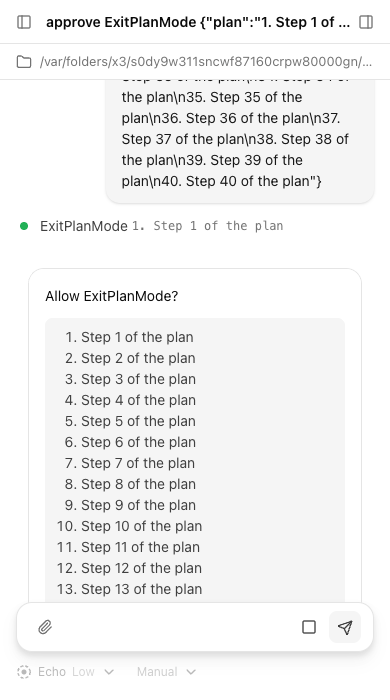 approve ExitPlanMode {"plan":"1. Step 1 of ...
/var/folders/x3/s0dy9w311sncwf87160crpw80000gn/...
the plan\n35. Step 35 of the
plan\n36. Step 36 of the plan\n37.
Step 37 of the plan\n38. Step 38 of
the plan\n39. Step 39 of the
plan\n40. Step 40 of the plan"}
ExitPlanMode 1. Step 1 of the plan
Allow ExitPlanMode?
1. Step 1 of the plan
2. Step 2 of the plan
3. Step 3 of the plan
4. Step 4 of the plan
5. Step 5 of the plan
6. Step 6 of the plan
7. Step 7 of the plan
8. Step 8 of the plan
9. Step 9 of the plan
10. Step 10 of the plan
11. Step 11 of the plan
12. Step 12 of the plan
13. Step 13 of the plan
Echo Low Manual